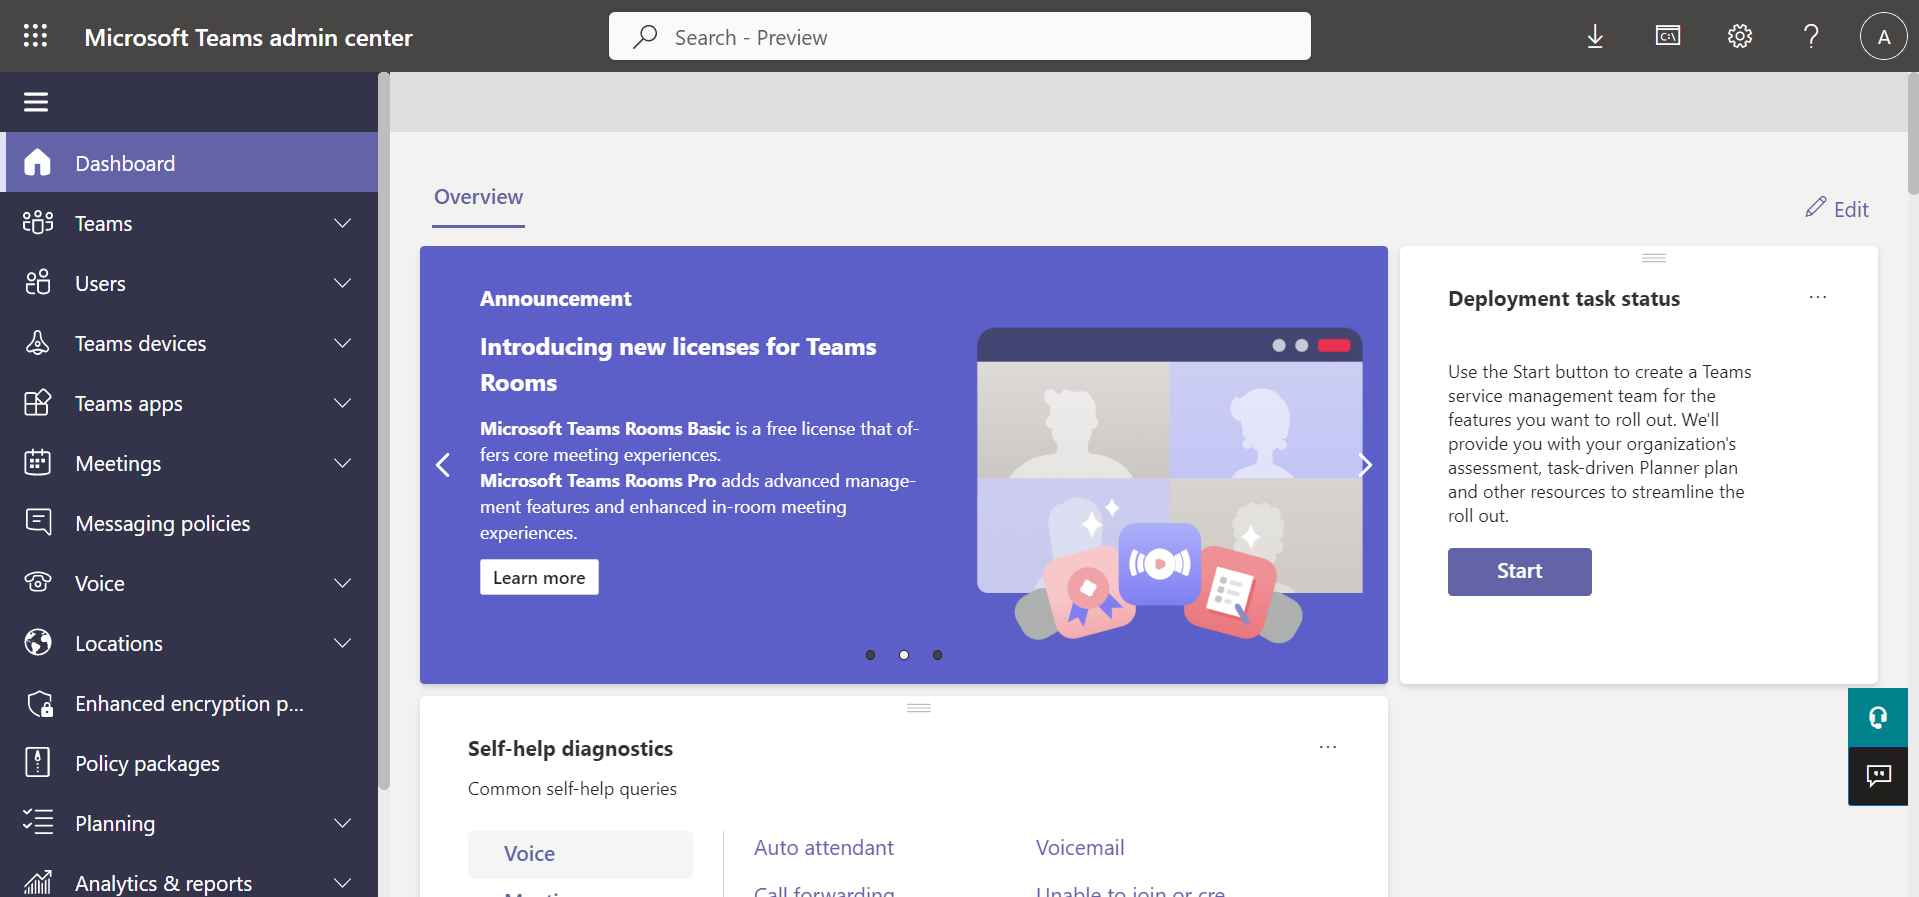 Microsoft Teams admin center
Search - Preview
C:\
A
Dashboard
Teams
Users
Teams devices
Teams apps
Meetings
Messaging policies
Voice
Locations
Enhanced encryption p...
Policy packages
Planning
Analytics & reports
Overview
Edit
Announcement
Introducing new licenses for Teams
Rooms
Microsoft Teams Rooms Basic is a free license that of-
fers core meeting experiences.
Microsoft Teams Rooms Pro adds advanced manage-
ment features and enhanced in-room meeting
experiences.
Learn more
Deployment task status
Use the Start button to create a Teams
service management team for the
features you want to roll out. We'll
provide you with your organization's
assessment, task-driven Planner plan
and other resources to streamline the
roll out.
Start
Self-help diagnostics
Common self-help queries
Voice
Auto attendant
Voicemail
Call forwarding
Unable to join or cre